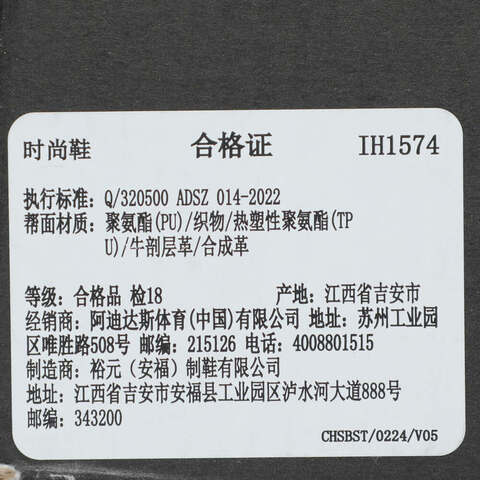 时尚鞋 合格证 IH1574
执行标准: Q/320500 ADSZ 014-2022
帮面材质: 聚氨酯(PU)/织物/热塑性聚氨酯(TP
U)/牛剖层革/合成革
等级: 合格品 检18 产地: 江西省吉安市
经销商: 阿迪达斯体育(中国)有限公司 地址: 苏州工业园
区唯胜路508号 邮编: 215126 电话: 4008801515
制造商: 裕元(安福)制鞋有限公司
地址: 江西省吉安市安福县工业园区泸水河大道888号
邮编: 343200
CHSBST/0224/V05